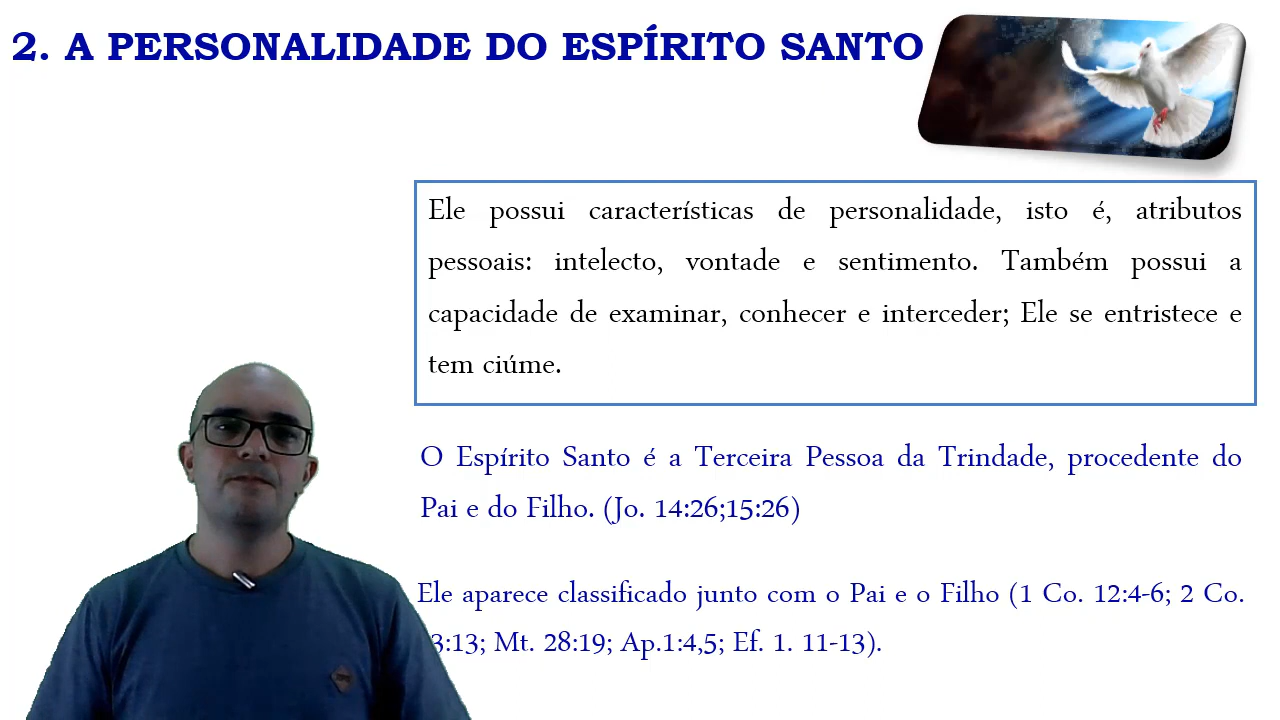 2. A PERSONALIDADE DO ESPÍRITO SANTO
Ele possui características de personalidade, isto é, atributos
pessoais: intelecto, vontade e sentimento. Também possui a
capacidade de examinar, conhecer e interceder; Ele se entristece e
tem ciúme.
O Espírito Santo é a Terceira Pessoa da Trindade, procedente do
Pai e do Filho. (Jo. 14:26;15:26)
Ele aparece classificado junto com o Pai e o Filho (1 Co. 12:4-6; 2 Co.
3:13; Mt. 28:19; Ap.1:4,5; Ef. 1. 11-13).